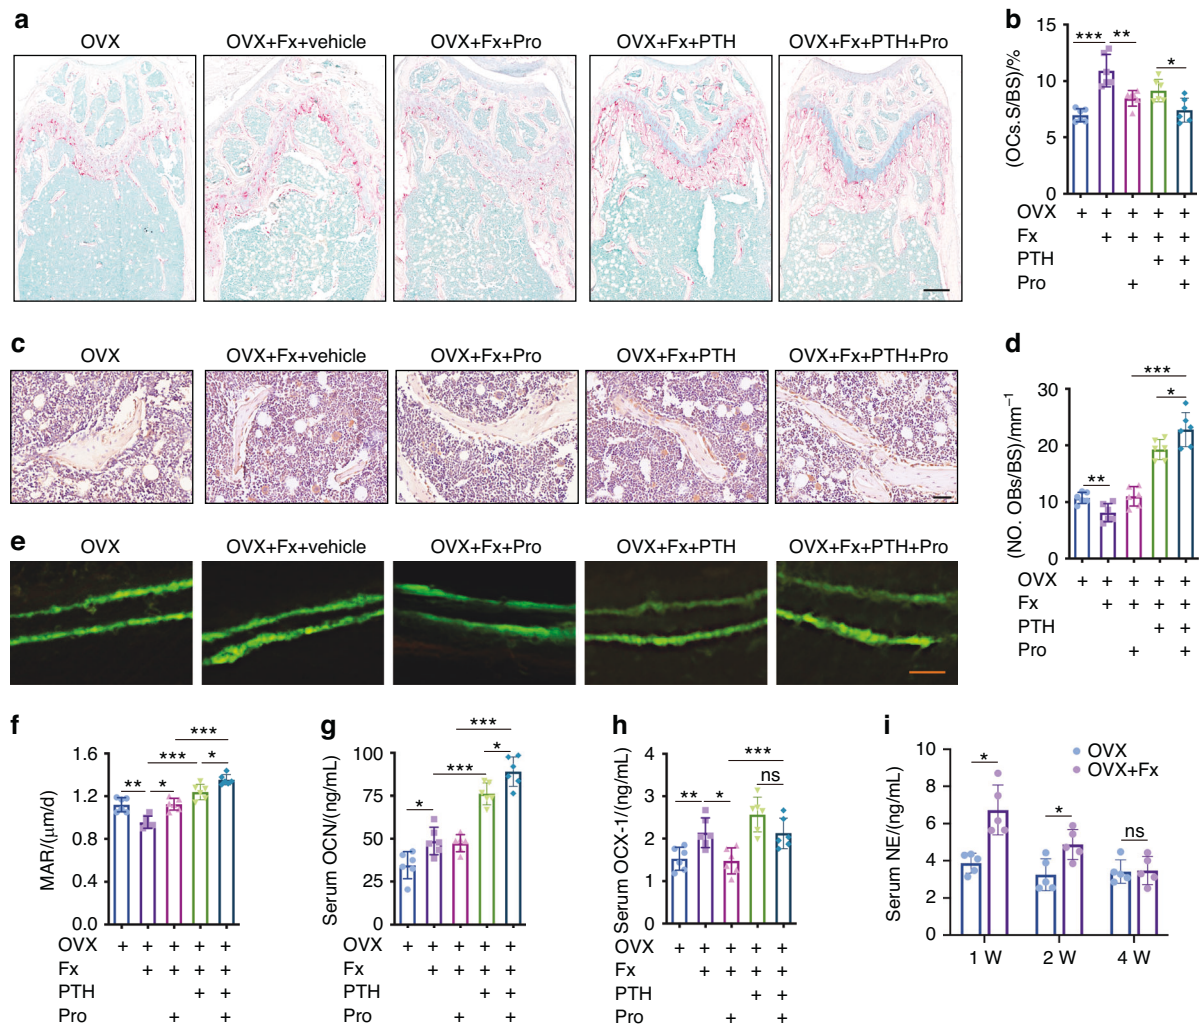 a
OVX OVX+Fx+vehicle OVX+Fx+Pro OVX+Fx+PTH OVX+Fx+PTH+Pro
b
(OCs.S/BS)/%
15
10
5
0
*** ** *
OVX +
Fx + + + +
PTH + +
Pro + +
c
OVX OVX+Fx+vehicle OVX+Fx+Pro OVX+Fx+PTH OVX+Fx+PTH+Pro
d
(NO. OBs/BS)/mm⁻¹
30
20
10
0
***
*
**
OVX + + + + +
Fx + + + +
PTH + +
Pro + +
e
OVX OVX+Fx+vehicle OVX+Fx+Pro OVX+Fx+PTH OVX+Fx+PTH+Pro
f
MAR/(μm/d)
1.6
1.2
0.8
0.4
0.0
***
*** *
** *
OVX + + + + +
Fx + + + +
PTH + +
Pro + +
g
Serum OCN/(ng/mL)
100
75
50
25
0
***
*
***
*
OVX + + + + +
Fx + + + +
PTH + +
Pro + +
h
Serum OCX-1/(ng/mL)
4
3
2
1
0
***
ns
** *
OVX + + + + +
Fx + + + +
PTH + +
Pro + +
i
Serum NE/(ng/mL)
10
8
6
4
2
0
OVX
OVX+Fx
* * ns
1 W 2 W 4 W